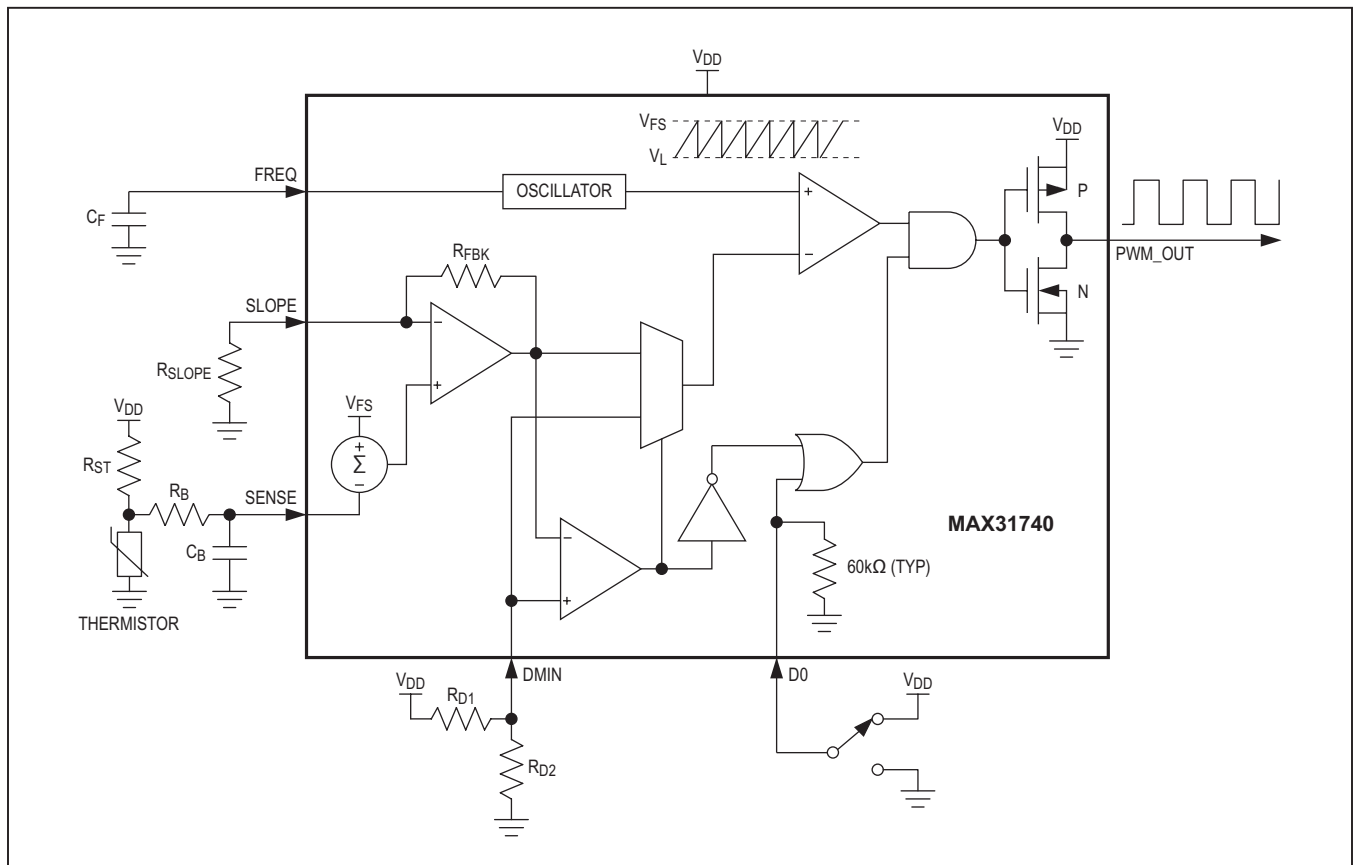 VDD
VFS
VL
VDD
FREQ
OSCILLATOR
+
−
P
N
CF
PWM_OUT
RFBK
SLOPE
−
+
RSLOPE
VFS
VDD
+
Σ
−
RST
RB
SENSE
CB
MAX31740
−
+
60kΩ (TYP)
THERMISTOR
DMIN
D0
VDD
RD1
VDD
RD2